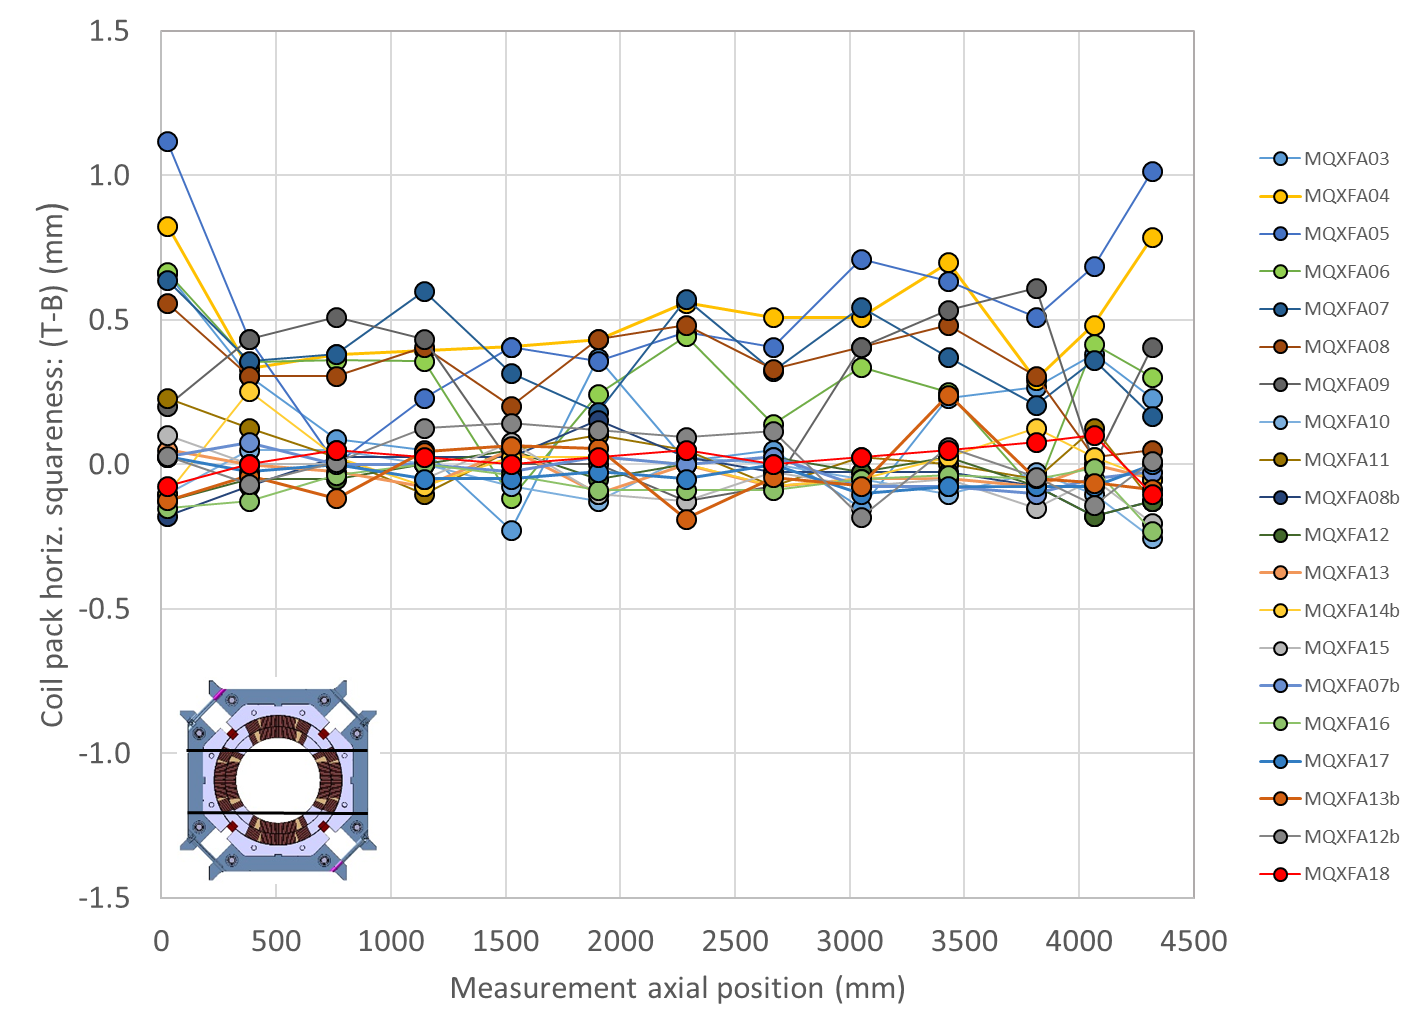 Coil pack horiz. squareness: (T-B) (mm)
1.5
1.0
0.5
0.0
-0.5
-1.0
-1.5
0 500 1000 1500 2000 2500 3000 3500 4000 4500
Measurement axial position (mm)
MQXFA03
MQXFA04
MQXFA05
MQXFA06
MQXFA07
MQXFA08
MQXFA09
MQXFA10
MQXFA11
MQXFA08b
MQXFA12
MQXFA13
MQXFA14b
MQXFA15
MQXFA07b
MQXFA16
MQXFA17
MQXFA13b
MQXFA12b
MQXFA18